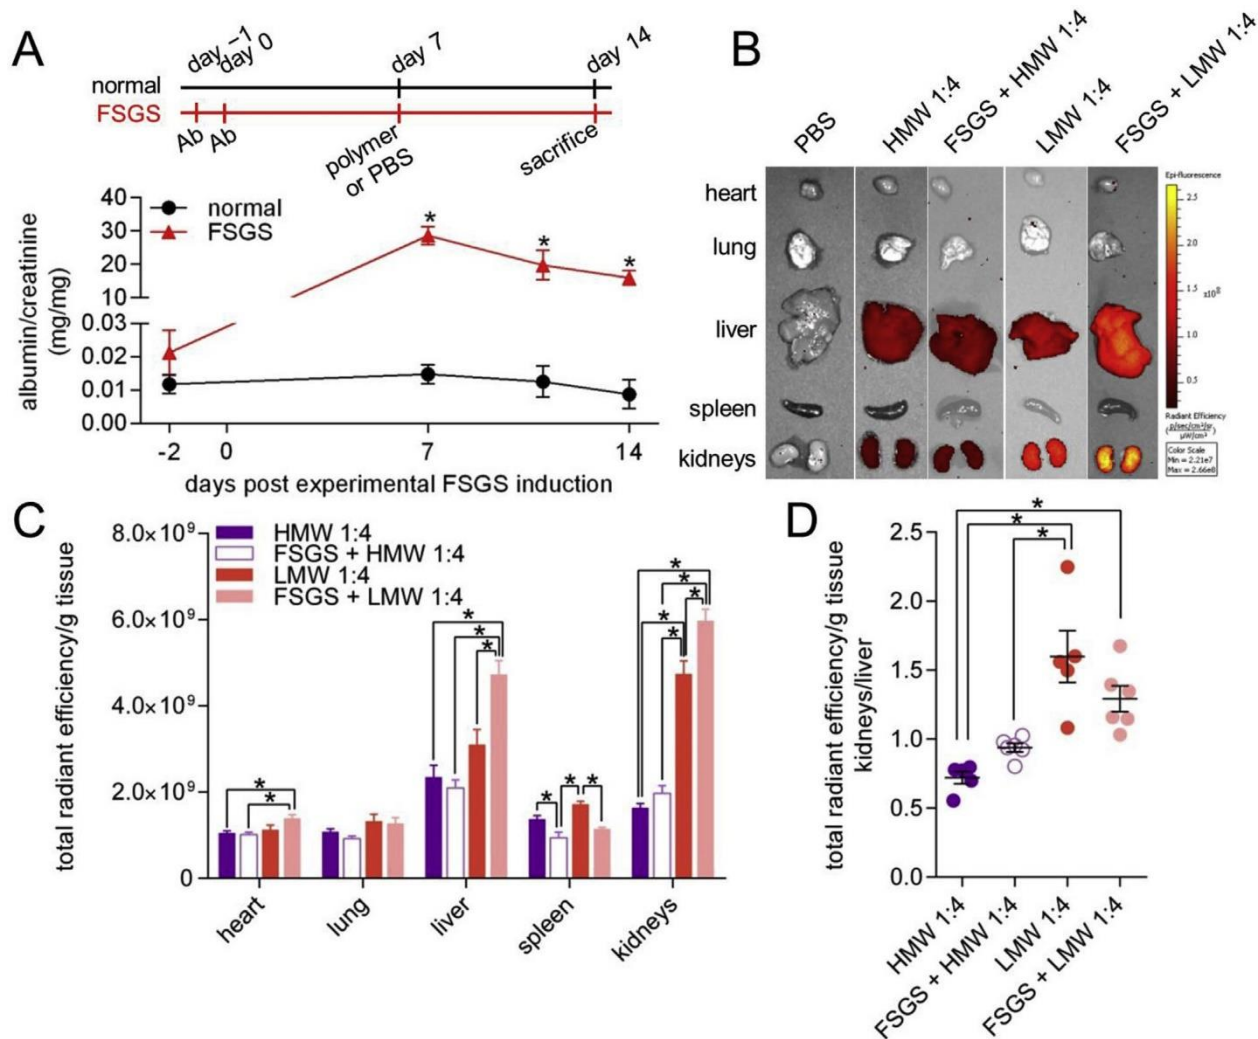 A
day −1
day 0
day 7
day 14
normal
FSGS
Ab
Ab
polymer
or PBS
sacrifice
albumin/creatinine
(mg/mg)
40
30
20
10
0.03
0.02
0.01
0.00
normal
FSGS
*
*
*
-2
0
7
14
days post experimental FSGS induction
B
PBS
HMW 1:4
FSGS + HMW 1:4
LMW 1:4
FSGS + LMW 1:4
heart
lung
liver
spleen
kidneys
Epi-fluorescence
2.5
2.0
1.5
x10⁸
1.0
0.5
Radiant Efficiency
(p/sec/cm²/sr
µW/cm²)
Color Scale
Min = 2.21e7
Max = 2.66e8
C
total radiant efficiency/g tissue
8.0×10⁹
6.0×10⁹
4.0×10⁹
2.0×10⁹
0
HMW 1:4
FSGS + HMW 1:4
LMW 1:4
FSGS + LMW 1:4
* *
* * *
* * *
* * * * *
heart
lung
liver
spleen
kidneys
D
total radiant efficiency/g tissue
kidneys/liver
2.5
2.0
1.5
1.0
0.5
0.0
*
*
*
HMW 1:4
FSGS + HMW 1:4
LMW 1:4
FSGS + LMW 1:4